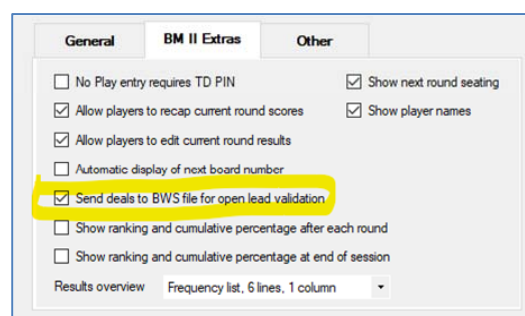 General BM II Extras Other
No Play entry requires TD PIN Show next round seating
Allow players to recap current round scores Show player names
Allow players to edit current round results
Automatic display of next board number
Send deals to BWS file for open lead validation
Show ranking and cumulative percentage after each round
Show ranking and cumulative percentage at end of session
Results overview Frequency list, 6 lines, 1 column